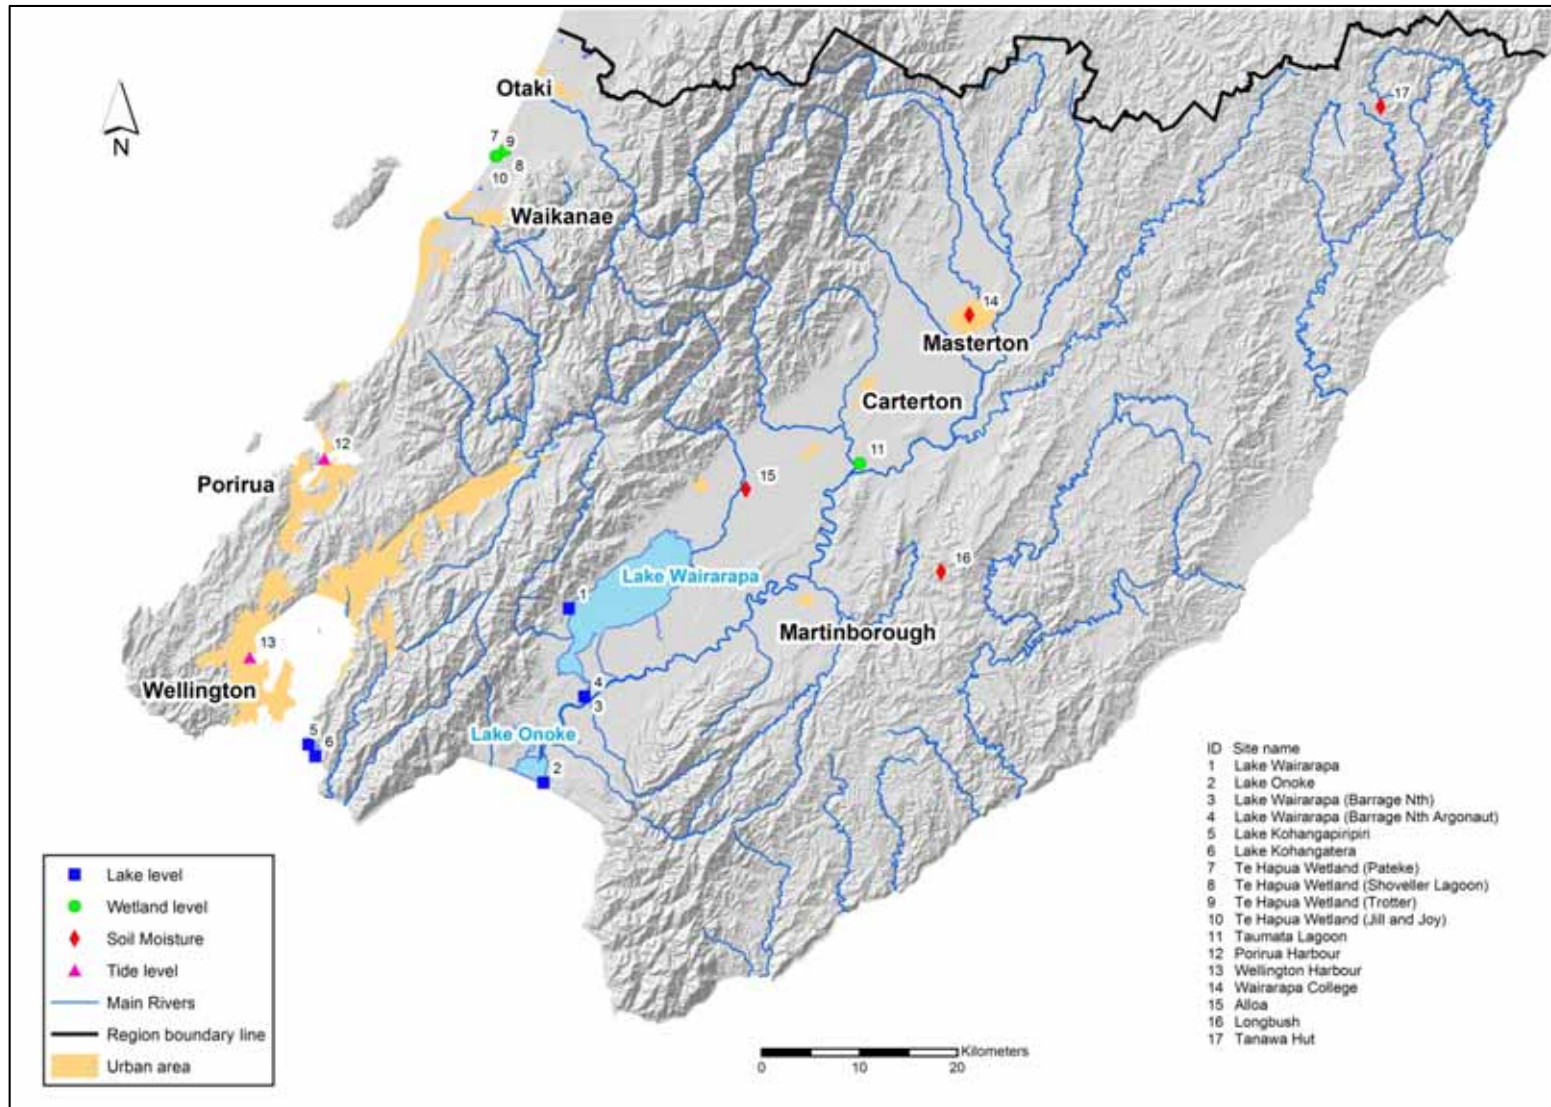 17
Otaki
7
9
8
N
10
Waikanae
14
Masterton
Carterton
12
11
Porirua
15
16
Lake Wairarapa
1
Martinborough
13
Wellington
4
3
5
6
Lake Onoke
2
ID Site name
1 Lake Wairarapa
2 Lake Onoke
3 Lake Wairarapa (Barrage Nth)
4 Lake Wairarapa (Barrage Nth Argonaut)
5 Lake Kohangapiripiri
6 Lake Kohangatera
7 Te Hapua Wetland (Pateke)
8 Te Hapua Wetland (Shoveller Lagoon)
9 Te Hapua Wetland (Trotter)
10 Te Hapua Wetland (Jill and Joy)
11 Taumata Lagoon
12 Porirua Harbour
13 Wellington Harbour
14 Wairarapa College
15 Alloa
16 Longbush
17 Tanawa Hut
Lake level
Wetland level
Soil Moisture
Tide level
Main Rivers
Region boundary line
Urban area
Kilometers
0 10 20